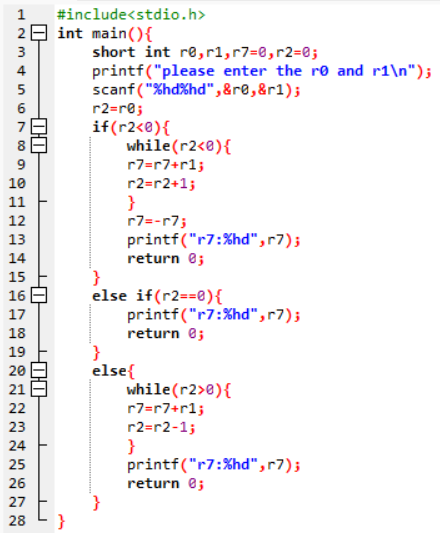 1 #include<stdio.h>
2 int main(){
3 short int r0,r1,r7=0,r2=0;
4 printf("please enter the r0 and r1\n");
5 scanf("%hd%hd",&r0,&r1);
6 r2=r0;
7 if(r2<0){
8 while(r2<0){
9 r7=r7+r1;
10 r2=r2+1;
11 }
12 r7=-r7;
13 printf("r7:%hd",r7);
14 return 0;
15 }
16 else if(r2==0){
17 printf("r7:%hd",r7);
18 return 0;
19 }
20 else{
21 while(r2>0){
22 r7=r7+r1;
23 r2=r2-1;
24 }
25 printf("r7:%hd",r7);
26 return 0;
27 }
28 }